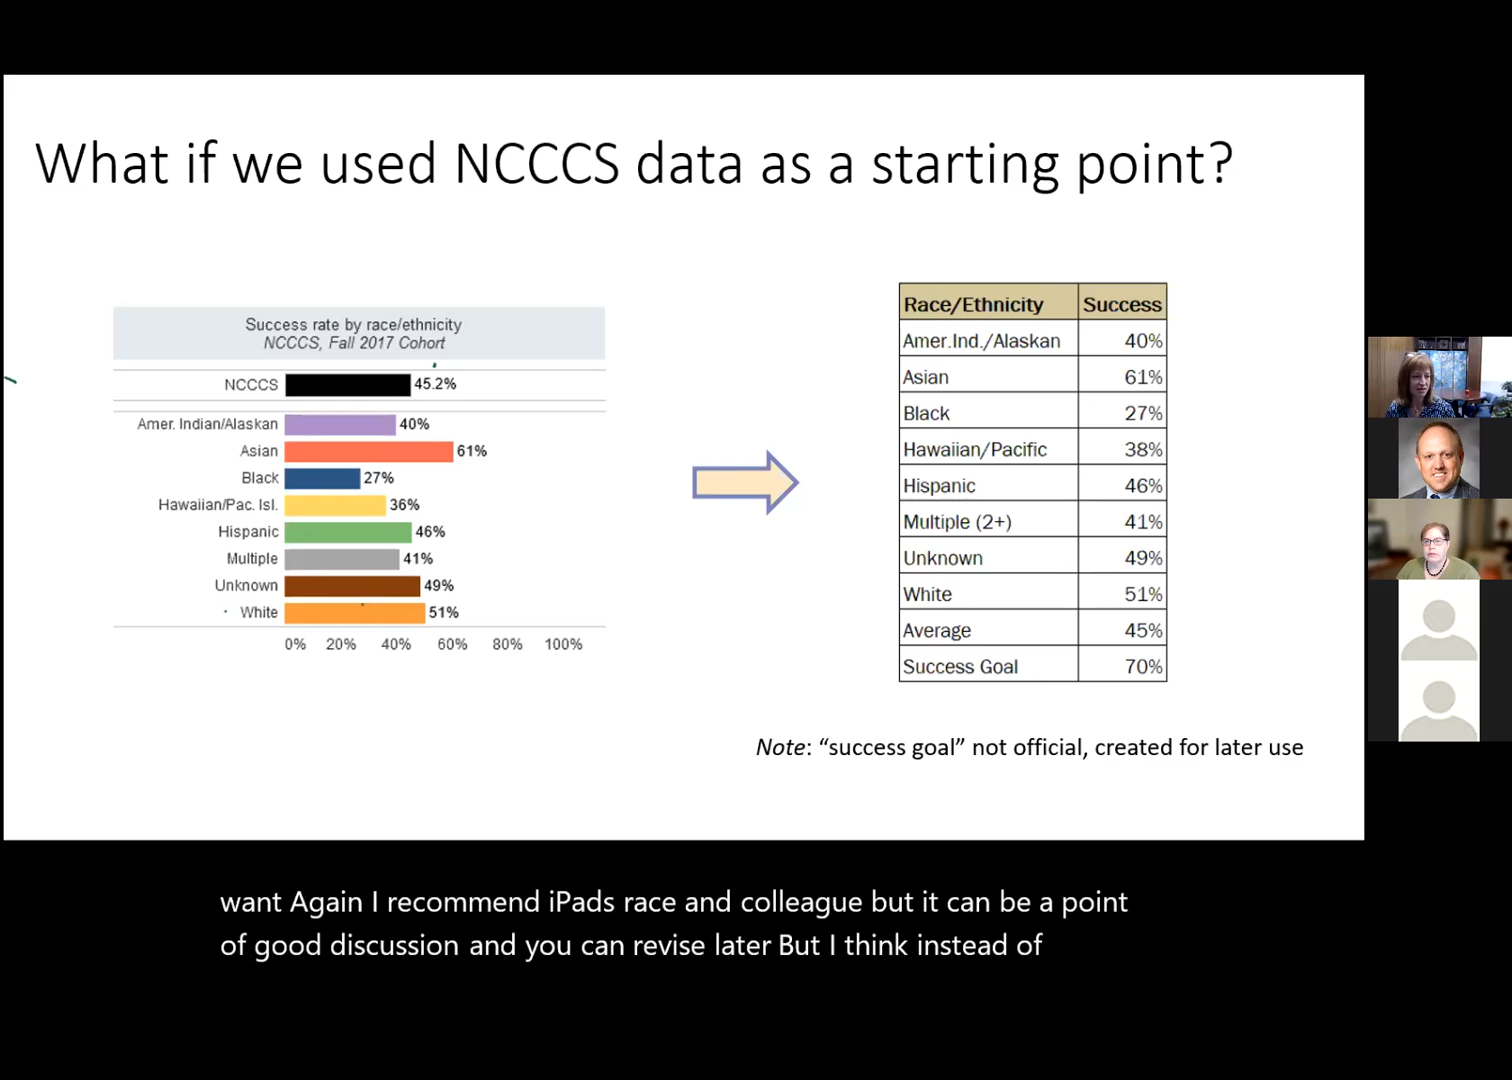 What if we used NCCCS data as a starting point?
Success rate by race/ethnicity
NCCCS, Fall 2017 Cohort
NCCCS 45.2%
Amer. Indian/Alaskan 40%
Asian 61%
Black 27%
Hawaiian/Pac. Isl. 36%
Hispanic 46%
Multiple 41%
Unknown 49%
White 51%
0% 20% 40% 60% 80% 100%
Race/Ethnicity Success
Amer.Ind./Alaskan 40%
Asian 61%
Black 27%
Hawaiian/Pacific 38%
Hispanic 46%
Multiple (2+) 41%
Unknown 49%
White 51%
Average 45%
Success Goal 70%
Note: “success goal” not official, created for later use
want Again I recommend iPads race and colleague but it can be a point
of good discussion and you can revise later But I think instead of